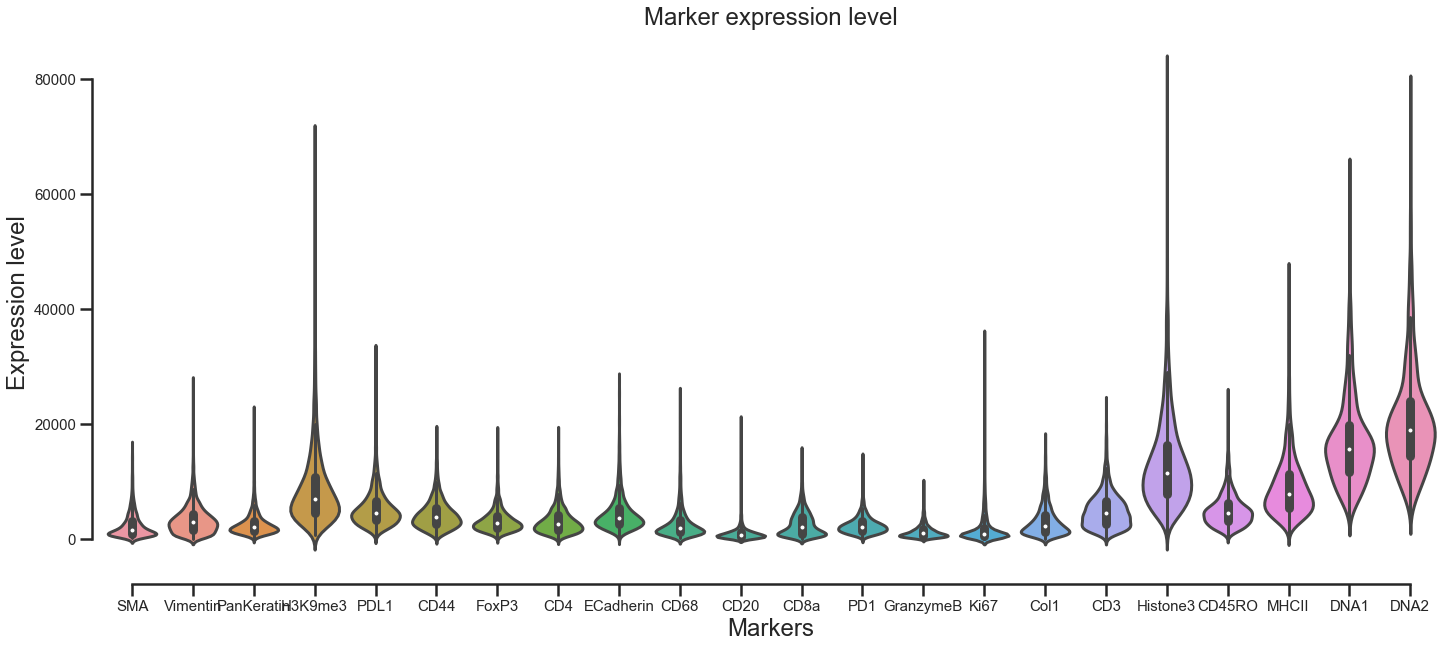 Marker expression level
Expression level
80000
60000
40000
20000
0
SMA Vimentin PanKeratin H3K9me3 PDL1 CD44 FoxP3 CD4 ECadherin CD68 CD20 CD8a PD1 GranzymeB Ki67 Col1 CD3 Histone3 CD45RO MHCII DNA1 DNA2
Markers